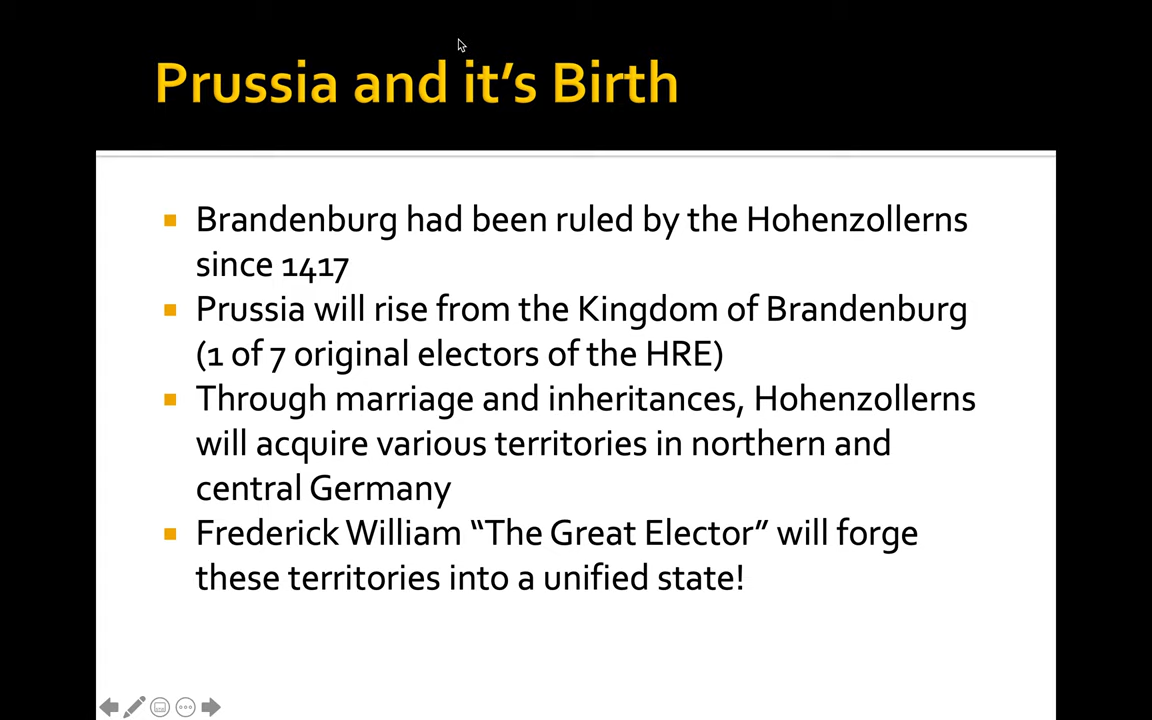 Prussia and it’s Birth
Brandenburg had been ruled by the Hohenzollerns
since 1417
Prussia will rise from the Kingdom of Brandenburg
(1 of 7 original electors of the HRE)
Through marriage and inheritances, Hohenzollerns
will acquire various territories in northern and
central Germany
Frederick William “The Great Elector” will forge
these territories into a unified state!